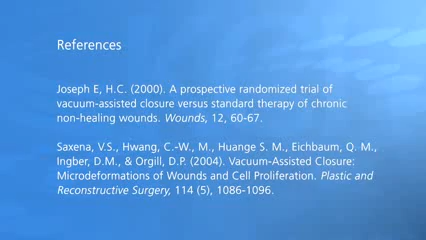 References
Joseph E, H.C. (2000). A prospective randomized trial of
vacuum-assisted closure versus standard therapy of chronic
non-healing wounds. Wounds, 12, 60-67.
Saxena, V.S., Hwang, C.-W., M., Huange S. M., Eichbaum, Q. M.,
Ingber, D.M., & Orgill, D.P. (2004). Vacuum-Assisted Closure:
Microdeformations of Wounds and Cell Proliferation. Plastic and
Reconstructive Surgery, 114 (5), 1086-1096.